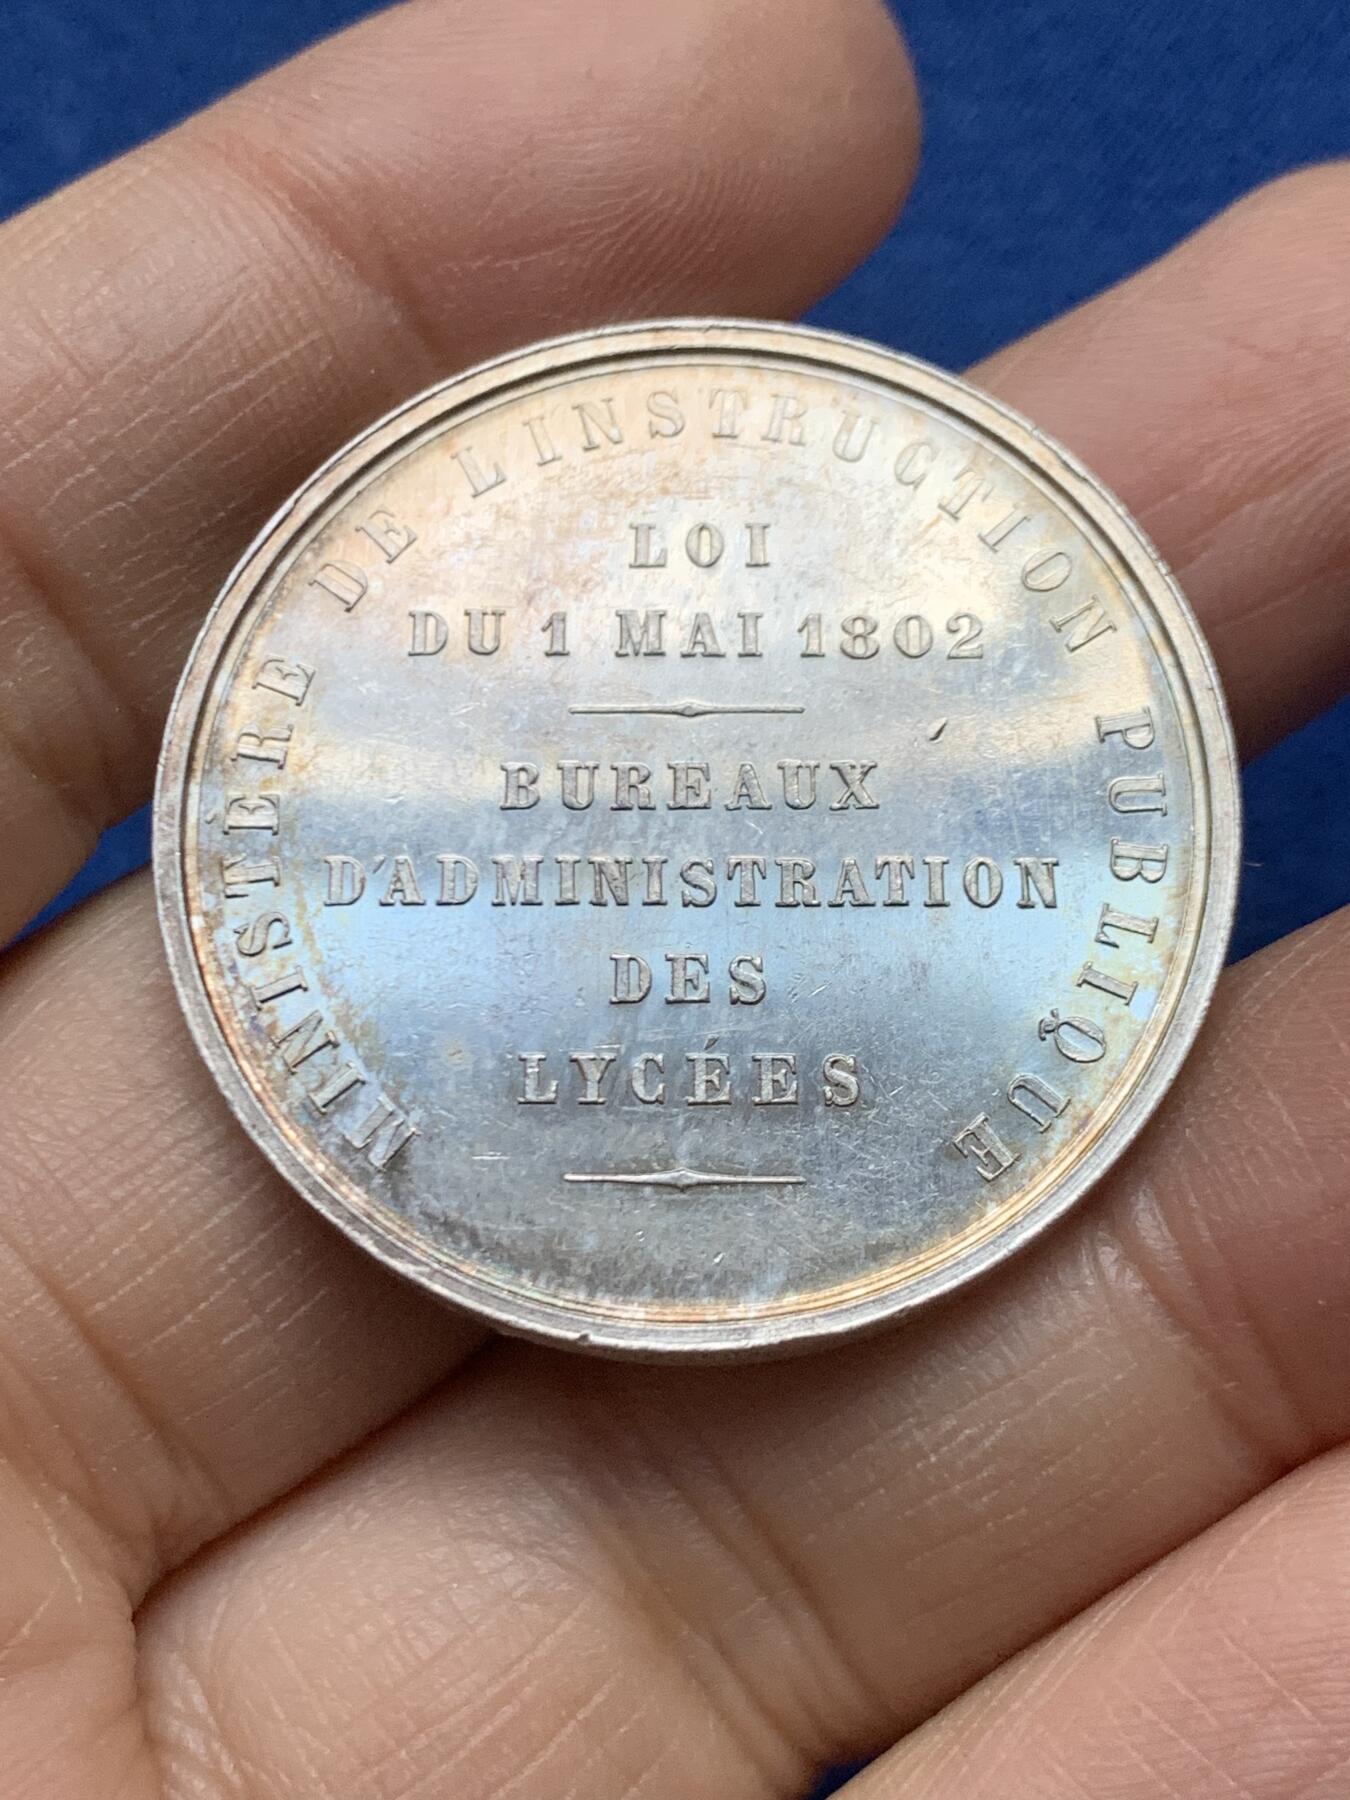 MINISTÈRE DE L'INSTRUCTION PUBLIQUE
LOI
DU 1 MAI 1802
BUREAUX
D'ADMINISTRATION
DES
LYCÉES